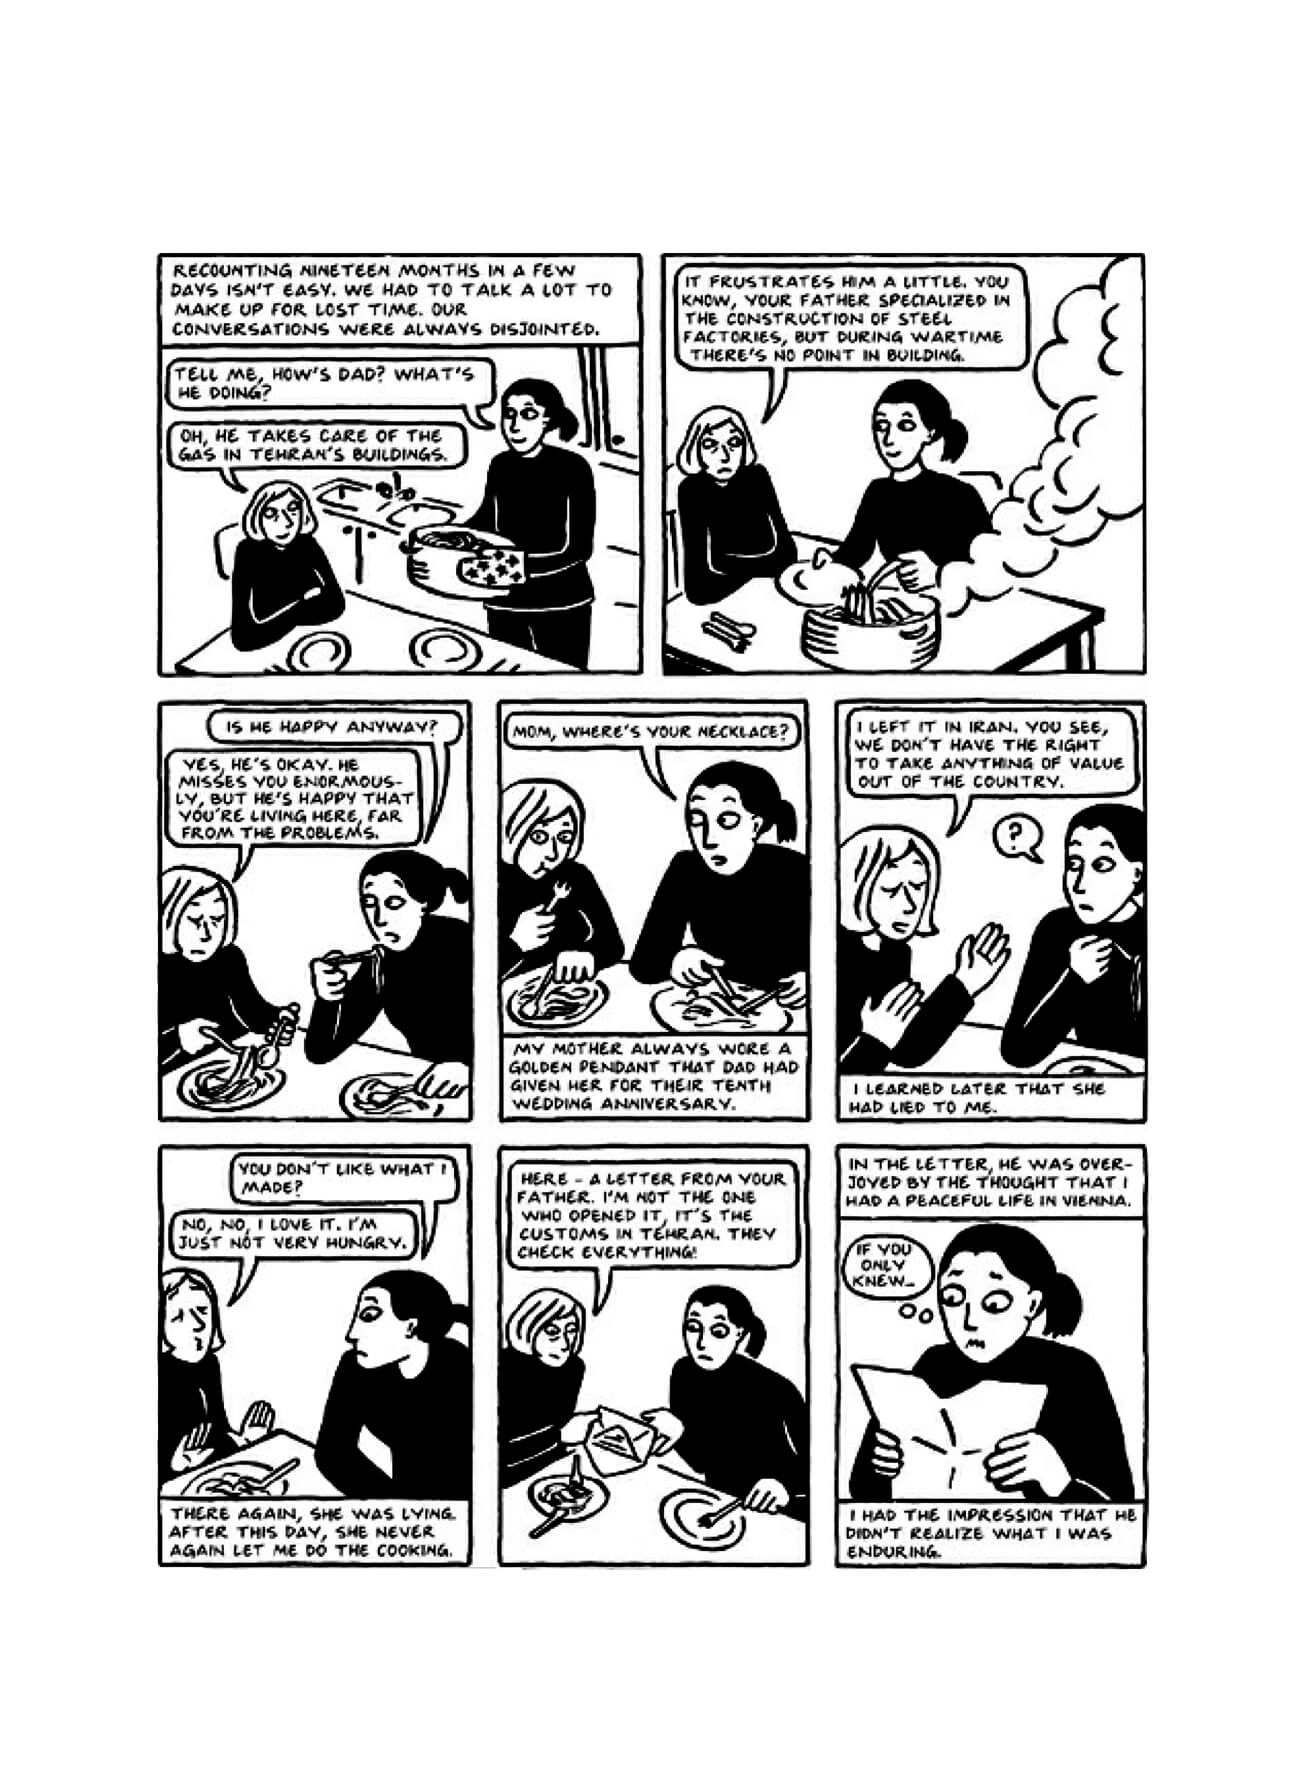 RECOUNTING NINETEEN MONTHS IN A FEW
DAYS ISN'T EASY. WE HAD TO TALK A LOT TO
MAKE UP FOR LOST TIME. OUR
CONVERSATIONS WERE ALWAYS DISJOINTED.
TELL ME, HOW'S DAD? WHAT'S
HE DOING?
OH, HE TAKES CARE OF THE
GAS IN TEHRAN'S BUILDINGS.
IT FRUSTRATES HIM A LITTLE. YOU
KNOW, YOUR FATHER SPECIALIZED IN
THE CONSTRUCTION OF STEEL
FACTORIES, BUT DURING WARTIME
THERE'S NO POINT IN BUILDING.
IS HE HAPPY ANYWAY?
YES, HE'S OKAY. HE
MISSES YOU ENORMOUS-
LY, BUT HE'S HAPPY THAT
YOU'RE LIVING HERE, FAR
FROM THE PROBLEMS.
MOM, WHERE'S YOUR NECKLACE?
MY MOTHER ALWAYS WORE A
GOLDEN PENDANT THAT DAD HAD
GIVEN HER FOR THEIR TENTH
WEDDING ANNIVERSARY.
I LEFT IT IN IRAN. YOU SEE,
WE DON'T HAVE THE RIGHT
TO TAKE ANYTHING OF VALUE
OUT OF THE COUNTRY.
?
I LEARNED LATER THAT SHE
HAD LIED TO ME.
YOU DON'T LIKE WHAT I
MADE?
NO, NO, I LOVE IT. I'M
JUST NOT VERY HUNGRY.
THERE AGAIN, SHE WAS LYING.
AFTER THIS DAY, SHE NEVER
AGAIN LET ME DO THE COOKING.
HERE - A LETTER FROM YOUR
FATHER. I'M NOT THE ONE
WHO OPENED IT, IT'S THE
CUSTOMS IN TEHRAN. THEY
CHECK EVERYTHING!
IN THE LETTER, HE WAS OVER-
JOYED BY THE THOUGHT THAT I
HAD A PEACEFUL LIFE IN VIENNA.
IF YOU
ONLY
KNEW...
I HAD THE IMPRESSION THAT HE
DIDN'T REALIZE WHAT I WAS
ENDURING.